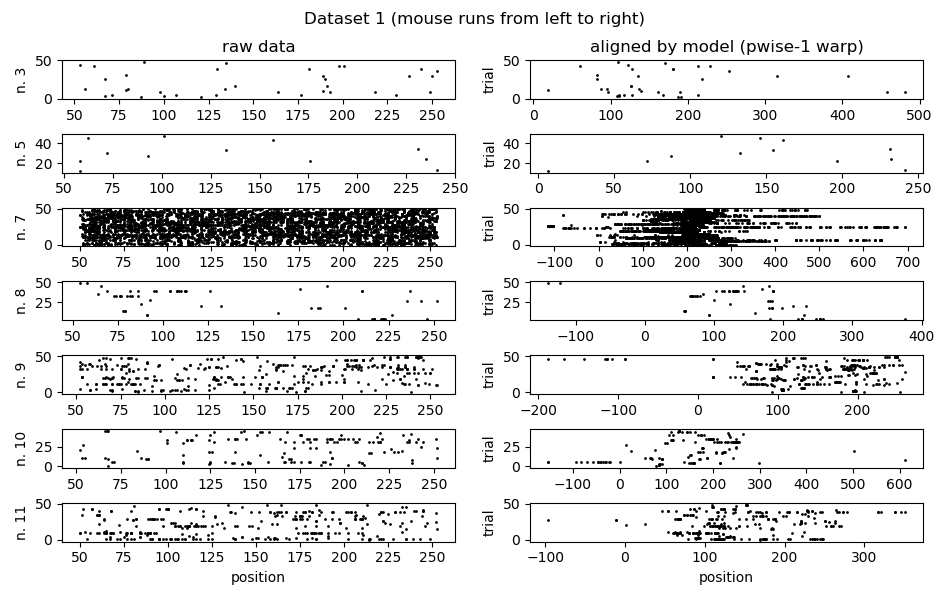 Dataset 1 (mouse runs from left to right)
raw data
aligned by model (pwise-1 warp)
n. 3
50
0
50 75 100 125 150 175 200 225 250
trial
50
0
0 100 200 300 400 500
n. 5
40
20
50 75 100 125 150 175 200 225 250
trial
40
20
0 50 100 150 200 250
n. 7
50
0
50 75 100 125 150 175 200 225 250
trial
50
0
−100 0 100 200 300 400 500 600 700
n. 8
50
25
50 75 100 125 150 175 200 225 250
trial
50
25
−100 0 100 200 300 400
n. 9
50
0
50 75 100 125 150 175 200 225 250
trial
50
0
−200 −100 0 100 200
n. 10
25
0
50 75 100 125 150 175 200 225 250
trial
25
0
−100 0 100 200 300 400 500 600
n. 11
50
0
50 75 100 125 150 175 200 225 250
position
trial
50
0
−100 0 100 200 300
position